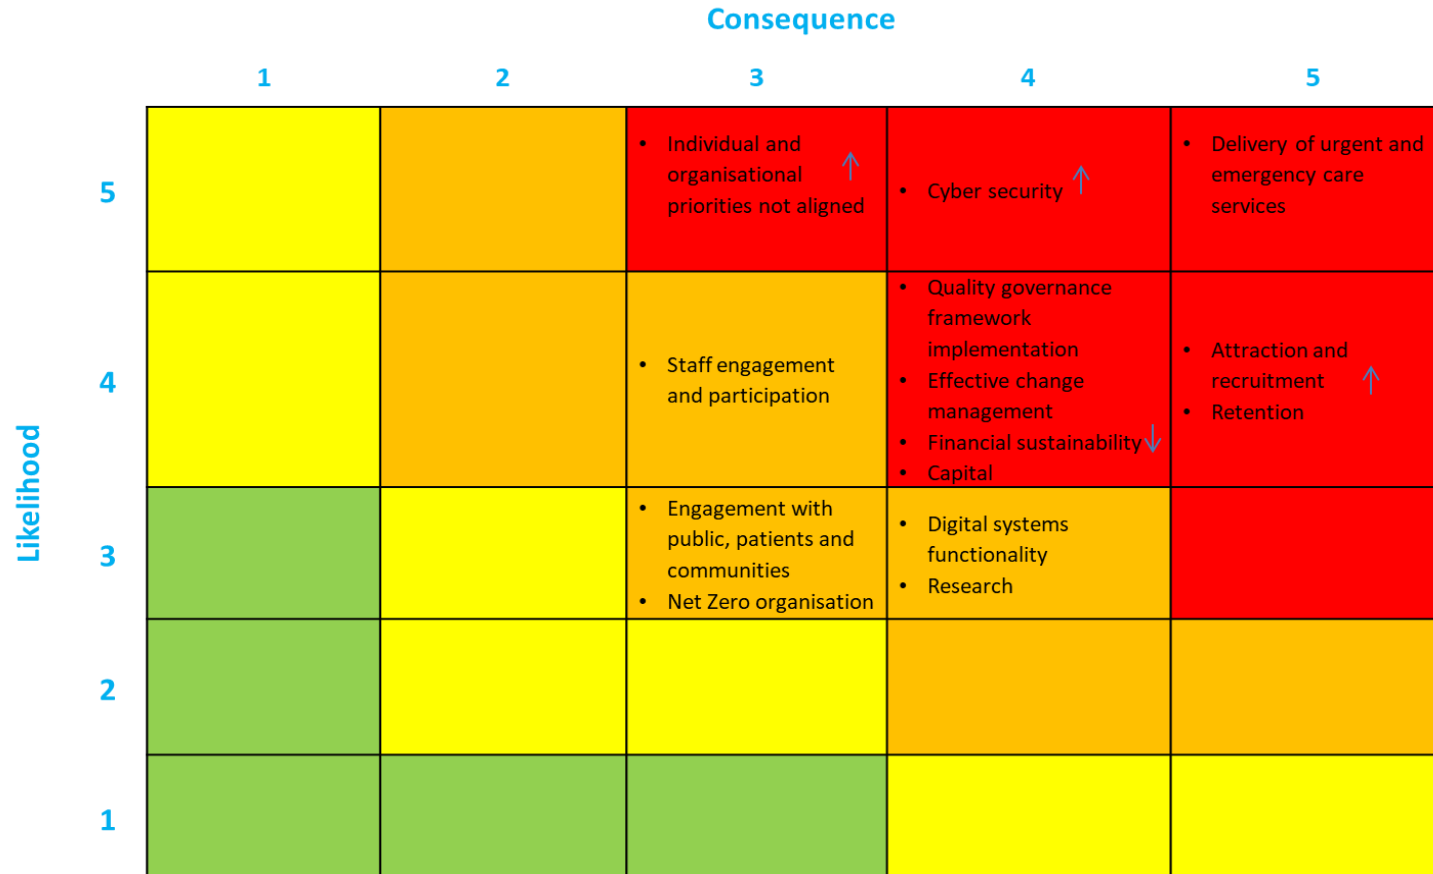 Consequence
1 2 3 4 5
Likelihood
5
• Individual and
organisational
priorities not aligned
• Cyber security
• Delivery of urgent and
emergency care
services
4
• Staff engagement
and participation
• Quality governance
framework
implementation
• Effective change
management
• Financial sustainability
• Capital
• Attraction and
recruitment
• Retention
3
• Engagement with
public, patients and
communities
• Net Zero organisation
• Digital systems
functionality
• Research
2
1